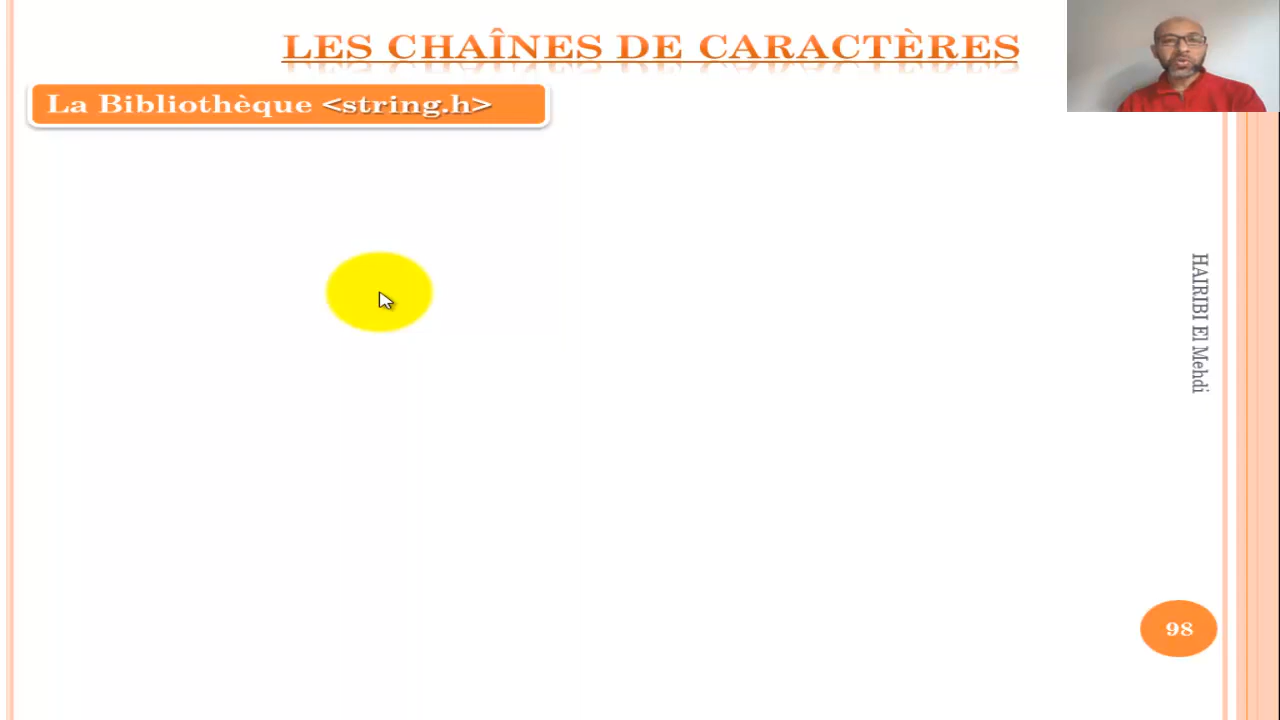 LES CHAÎNES DE CARACTÈRES
La Bibliothèque <string.h>
HAIRIBI El Mehdi
98